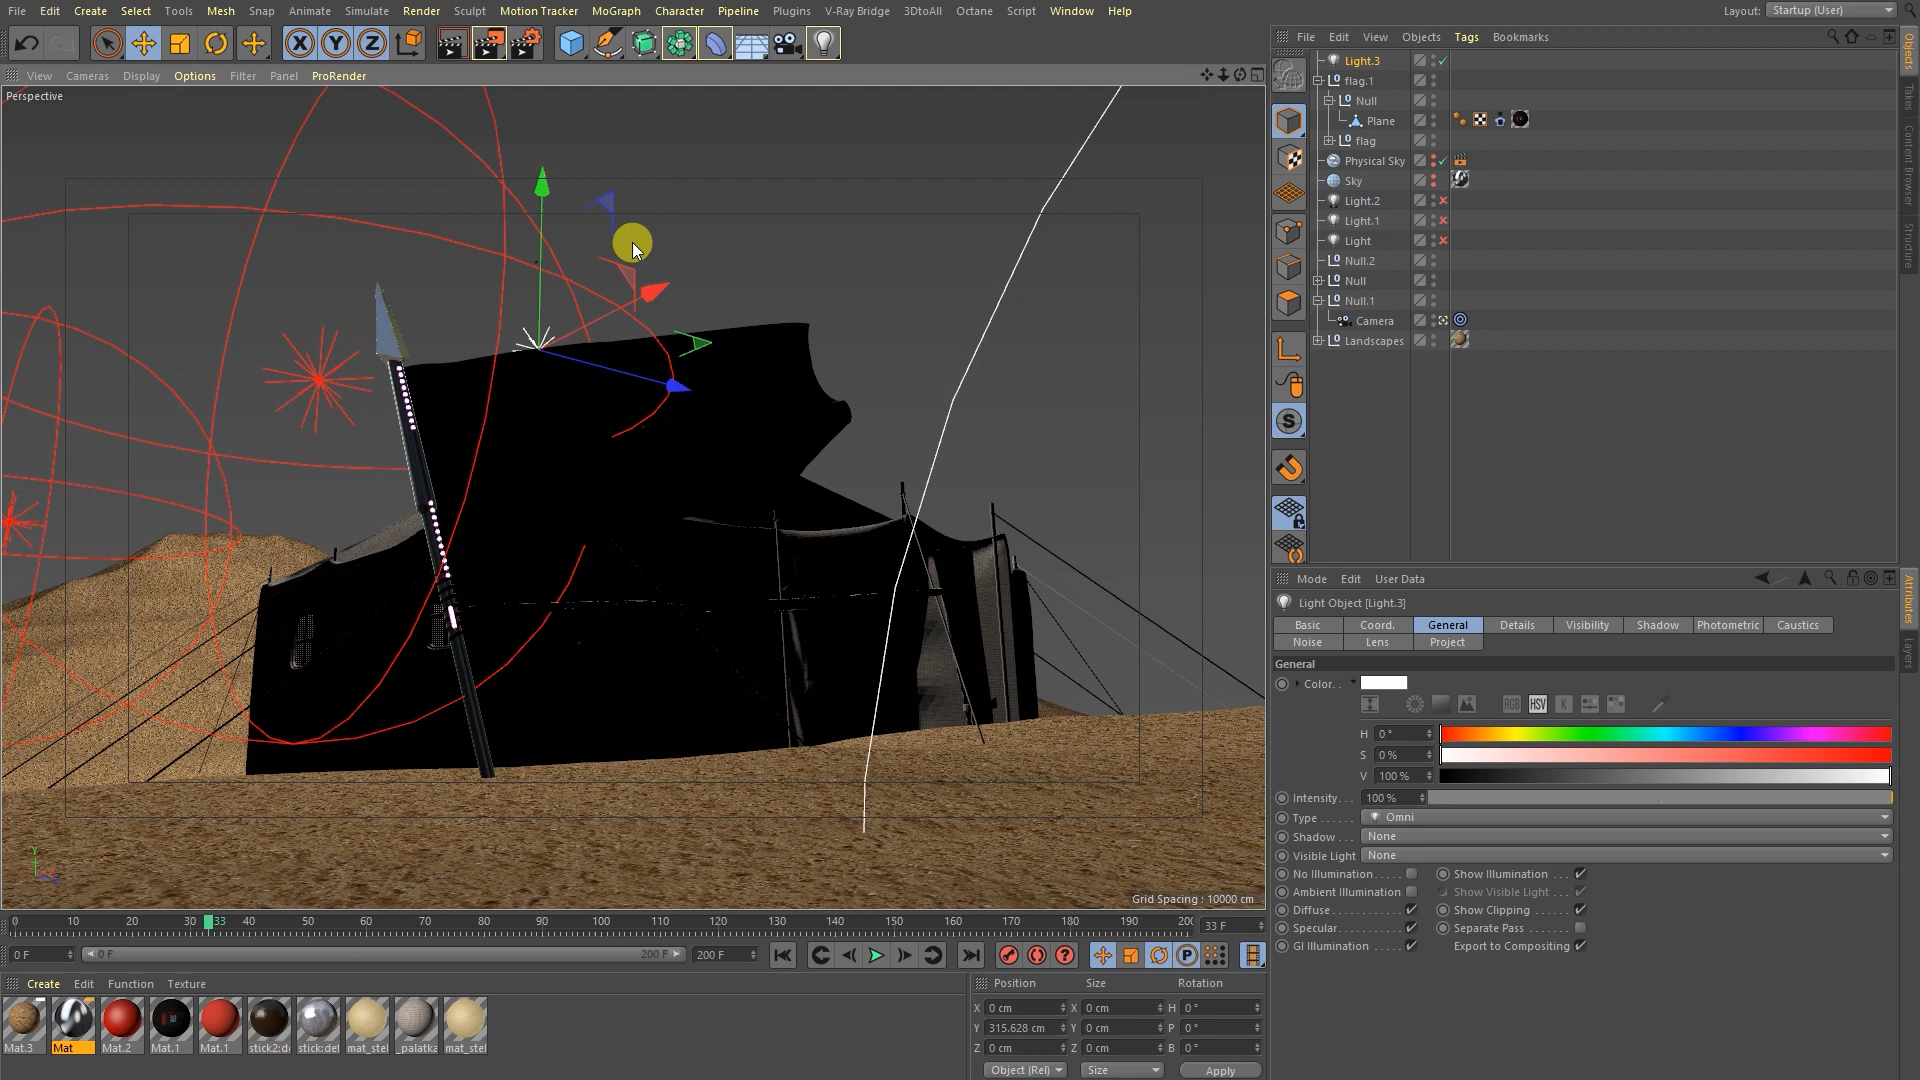 File Edit Create Select Tools Mesh Snap Animate Simulate Render Sculpt Motion Tracker MoGraph Character Pipeline Plugins V-Ray Bridge 3DtoAll Octane Script Window Help
Layout: Startup (User)
X Y Z
File Edit View Objects Tags Bookmarks
View Cameras Display Options Filter Panel ProRender
Perspective
Light.3
flag.1
Null
Plane
flag
Physical Sky
Sky
Light.2
Light.1
Light
Null.2
Null
Null.1
Camera
Landscapes
Objects
Takes
Content Browser
Structure
Mode Edit User Data
Light Object [Light.3]
Basic Coord. General Details Visibility Shadow Photometric Caustics
Noise Lens Project
General
Color. .
RGB HSV K
H 0 °
S 0 %
V 100 %
Intensity. . . 100 %
Type . . . . Omni
Shadow . . . None
Visible Light None
No Illumination. . . . . Show Illumination . . .
Ambient Illumination Show Visible Light . . .
Diffuse . . . . . . . . . . . Show Clipping . . . . . .
Specular. . . . . . . . . . Separate Pass . . . . . .
GI Illumination . . . . . Export to Compositing
Attributes
Layers
Grid Spacing : 10000 cm
0 10 20 30 33 40 50 60 70 80 90 100 110 120 130 140 150 160 170 180 190 200
33 F
0 F 0 F 200 F 200 F
Create Edit Function Texture
Mat.3 Mat Mat.2 Mat.1 Mat.1 stick2:d stick:de mat_stel _palatka mat_stel
Position Size Rotation
X 0 cm X 0 cm H 0 °
Y 315.628 cm Y 0 cm P 0 °
Z 0 cm Z 0 cm B 0 °
Object (Rel) Size Apply